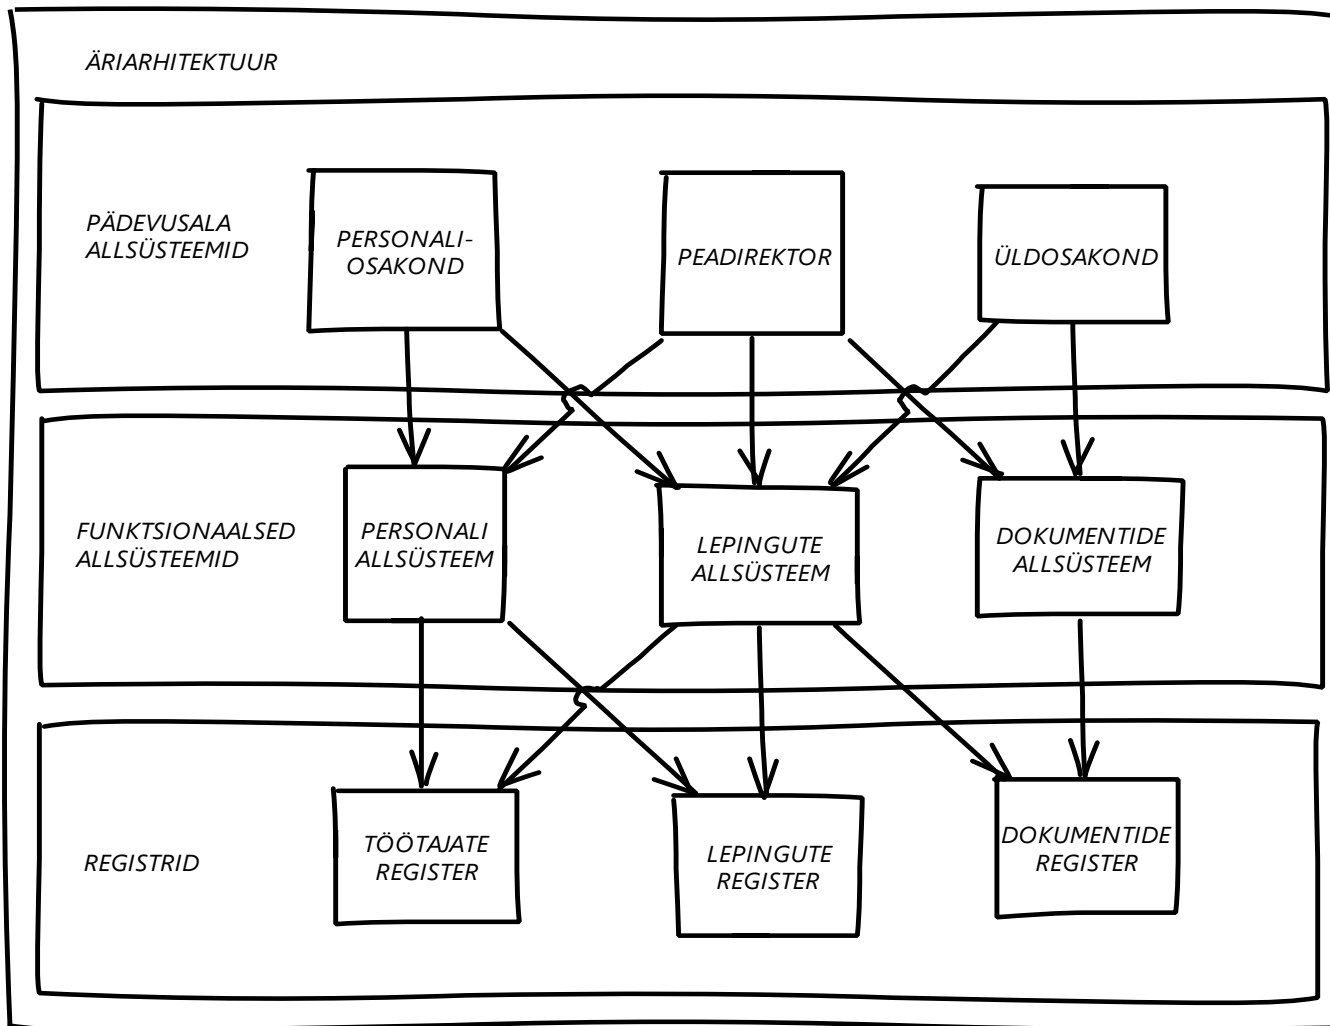 ÄRIARHITEKTUUR
PÄDEVUSALA
ALLSÜSTEEMID
PERSONALI-
OSAKOND
PEADIREKTOR
ÜLDOSAKOND
FUNKTSIONAALSED
ALLSÜSTEEMID
PERSONALI
ALLSÜSTEEM
LEPINGUTE
ALLSÜSTEEM
DOKUMENTIDE
ALLSÜSTEEM
REGISTRID
TÖÖTAJATE
REGISTER
LEPINGUTE
REGISTER
DOKUMENTIDE
REGISTER